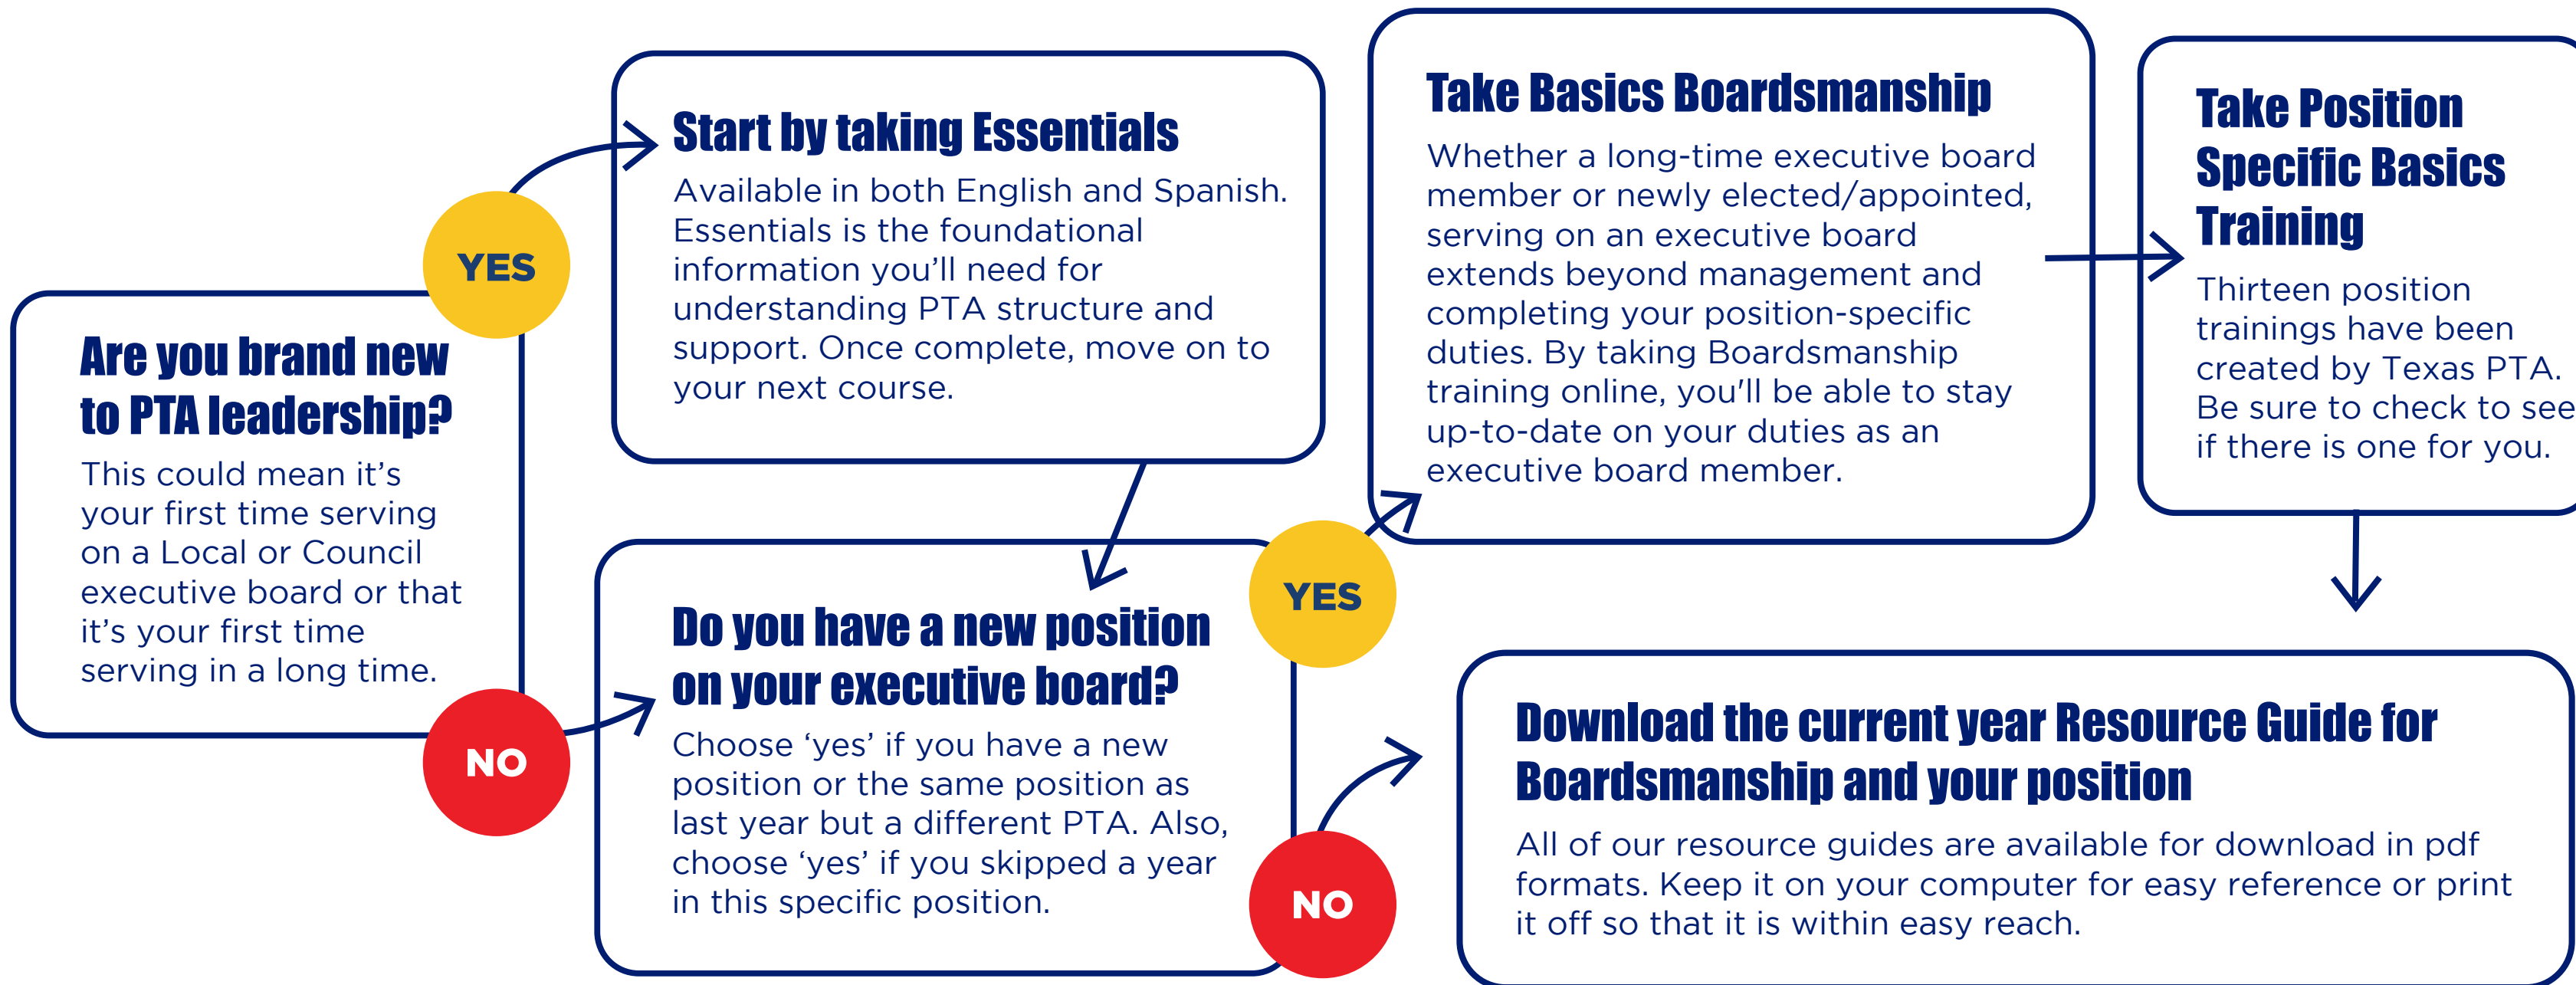 Are you brand new
to PTA leadership?
This could mean it’s
your first time serving
on a Local or Council
executive board or that
it’s your first time
serving in a long time.
YES
NO
Start by taking Essentials
Available in both English and Spanish.
Essentials is the foundational
information you’ll need for
understanding PTA structure and
support. Once complete, move on to
your next course.
Do you have a new position
on your executive board?
Choose ‘yes’ if you have a new
position or the same position as
last year but a different PTA. Also,
choose ‘yes’ if you skipped a year
in this specific position.
YES
NO
Take Basics Boardsmanship
Whether a long-time executive board
member or newly elected/appointed,
serving on an executive board
extends beyond management and
completing your position-specific
duties. By taking Boardsmanship
training online, you'll be able to stay
up-to-date on your duties as an
executive board member.
Take Position
Specific Basics
Training
Thirteen position
trainings have been
created by Texas PTA.
Be sure to check to see
if there is one for you.
Download the current year Resource Guide for
Boardsmanship and your position
All of our resource guides are available for download in pdf
formats. Keep it on your computer for easy reference or print
it off so that it is within easy reach.